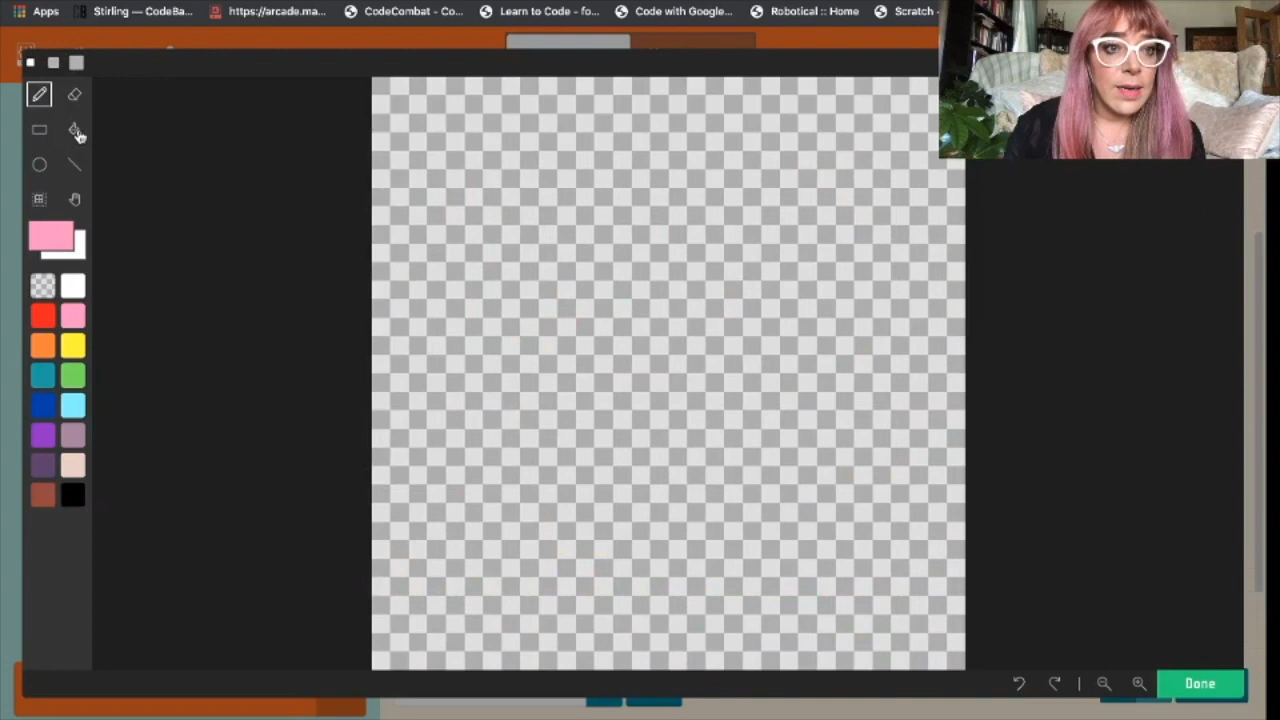 Apps Stirling — CodeBa... https://arcade.ma... CodeCombat - Co... Learn to Code - fo... Code with Google... Robotical :: Home Scratch -
Done